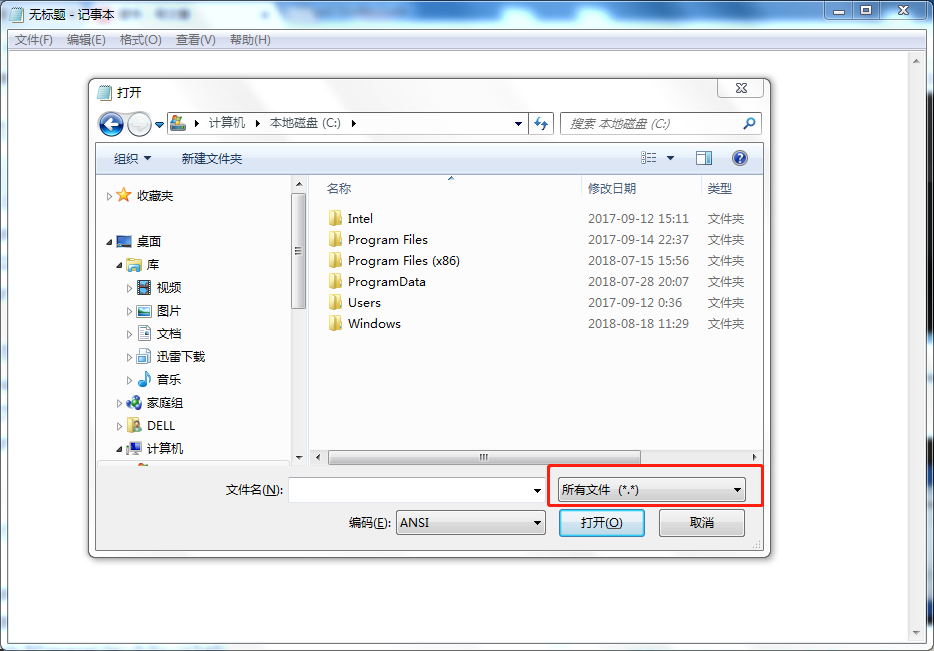 无标题 - 记事本
文件(F) 编辑(E) 格式(O) 查看(V) 帮助(H)
打开
计算机 本地磁盘 (C:) 搜索 本地磁盘 (C:)
组织 新建文件夹
名称 修改日期 类型
收藏夹
桌面
库
视频
图片
文档
迅雷下载
音乐
家庭组
DELL
计算机
Intel 2017-09-12 15:11 文件夹
Program Files 2017-09-14 22:37 文件夹
Program Files (x86) 2018-07-15 15:56 文件夹
ProgramData 2018-07-28 20:07 文件夹
Users 2017-09-12 0:36 文件夹
Windows 2018-08-18 11:29 文件夹
文件名(N): 所有文件 (*.*)
编码(E): ANSI 打开(O) 取消